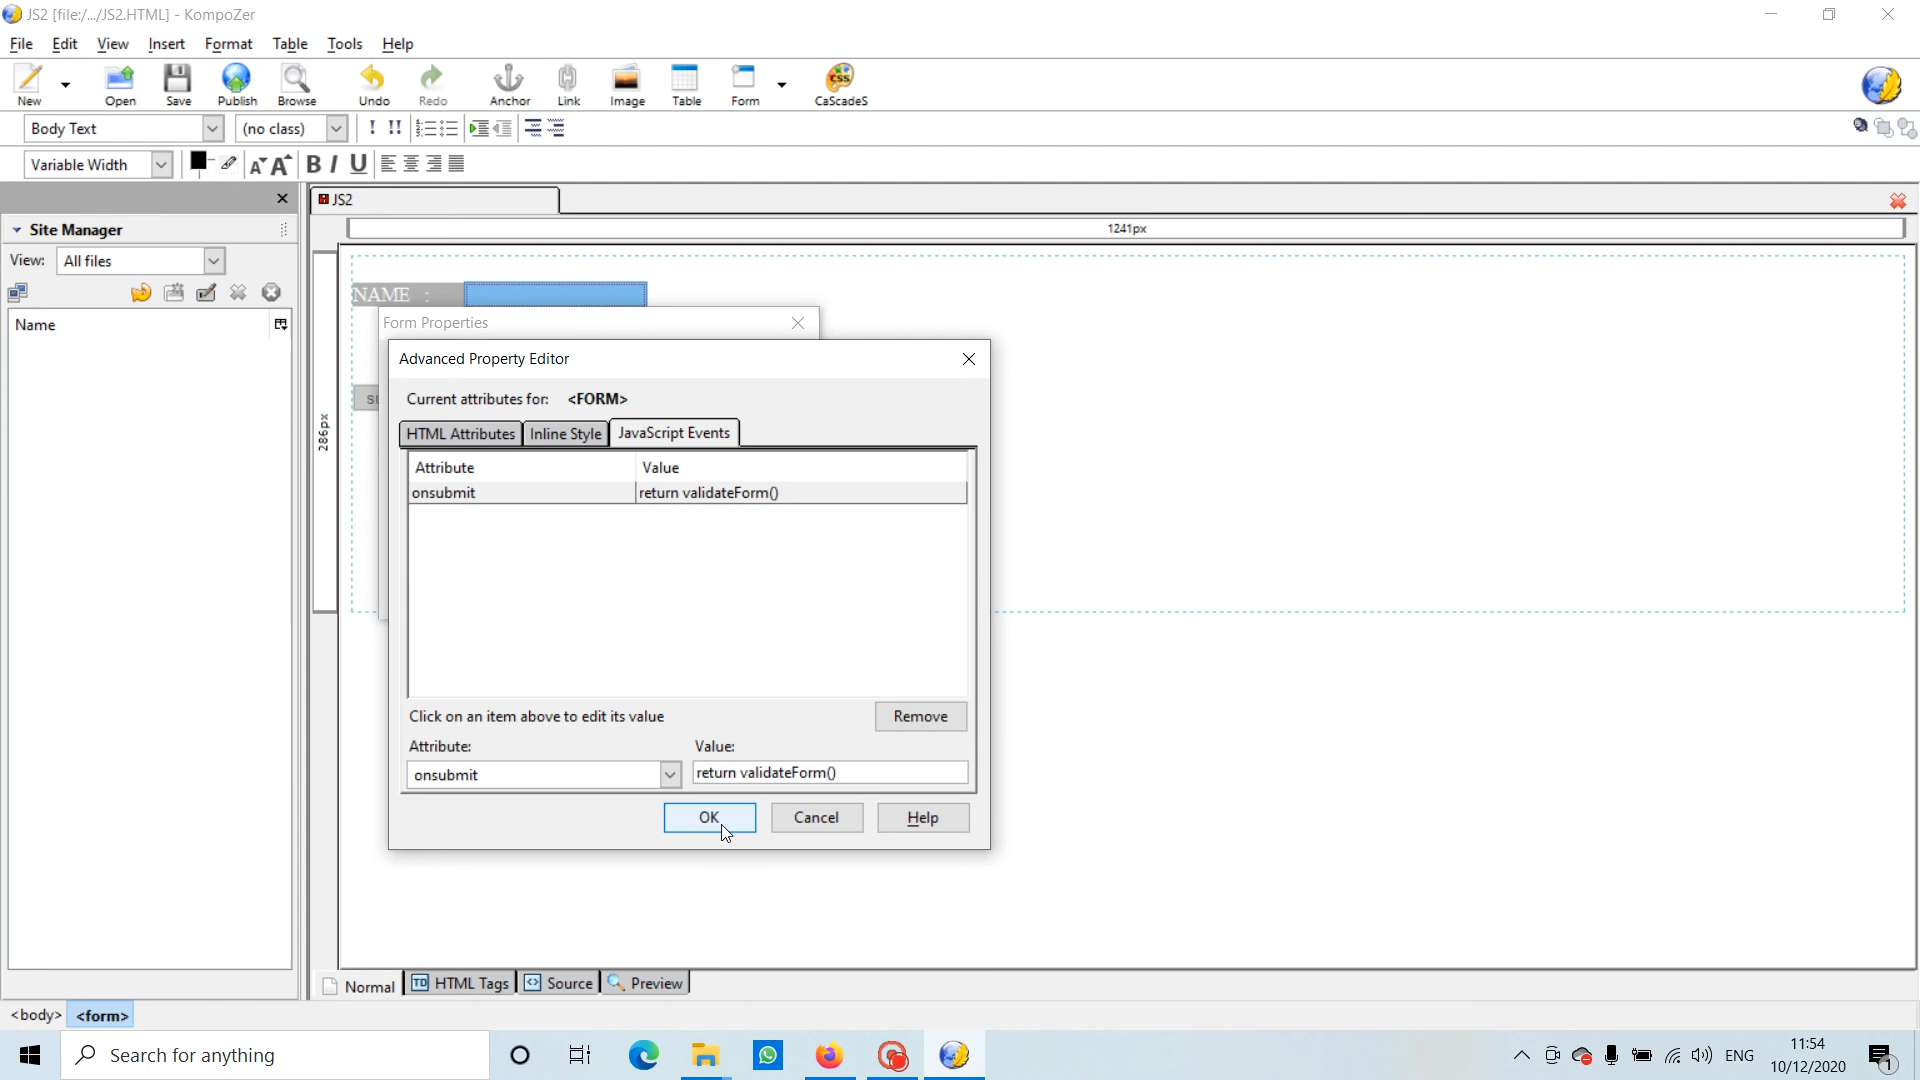 JS2 [file:/.../JS2.HTML] - KompoZer
File Edit View Insert Format Table Tools Help
New Open Save Publish Browse Undo Redo Anchor Link Image Table Form CaScadeS
Body Text (no class) ! !!
Variable Width A A B I U
JS2
Site Manager
1241px
View: All files
NAME :
Name
Form Properties
Advanced Property Editor
Current attributes for: <FORM>
286px
HTML Attributes Inline Style JavaScript Events
Attribute Value
onsubmit return validateForm()
Click on an item above to edit its value Remove
Attribute: Value:
onsubmit return validateForm()
OK Cancel Help
Normal HTML Tags Source Preview
<body> <form>
Search for anything
ENG
11:54
10/12/2020
1